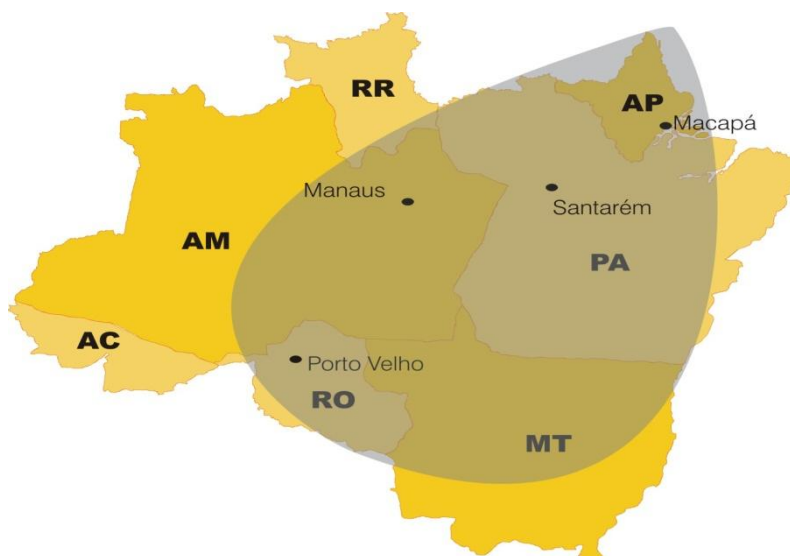 RR
AP
Macapá
Manaus
Santarém
AM
PA
AC
Porto Velho
RO
MT